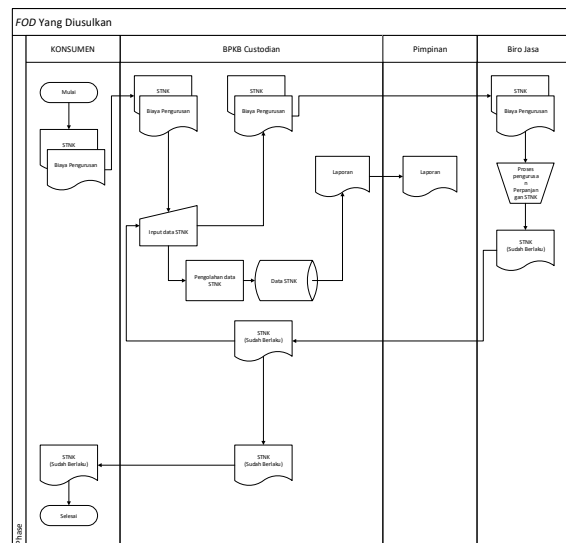 FOD Yang Diusulkan
KONSUMEN
BPKB Custodian
Pimpinan
Biro Jasa
Mulai
STNK
Biaya Pengurusan
STNK
Biaya Pengurusan
STNK
Biaya Pengurusan
STNK
Biaya Pengurusan
Laporan
Laporan
Proses
pengurusa
n
Perpanjan
gan STNK
Input data STNK
STNK
(Sudah Berlaku)
Pengolahan data
STNK
Data STNK
STNK
(Sudah Berlaku)
STNK
(Sudah Berlaku)
STNK
(Sudah Berlaku)
Selesai
Phase